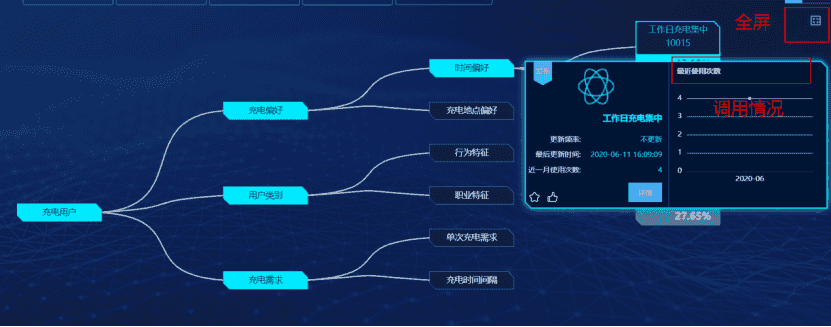 全屏
工作日充电集中
10015
时间偏好
最近使用次数
充电偏好
充电地点偏好
调用情况
工作日充电集中
更新频率: 不更新
最后更新时间: 2020-06-11 16:09:09
近一月使用次数: 4
详情
4
3
2
1
0
2020-06
行为特征
用户类别
职业特征
充电用户
27.65%
单次充电需求
充电需求
充电时间间隔